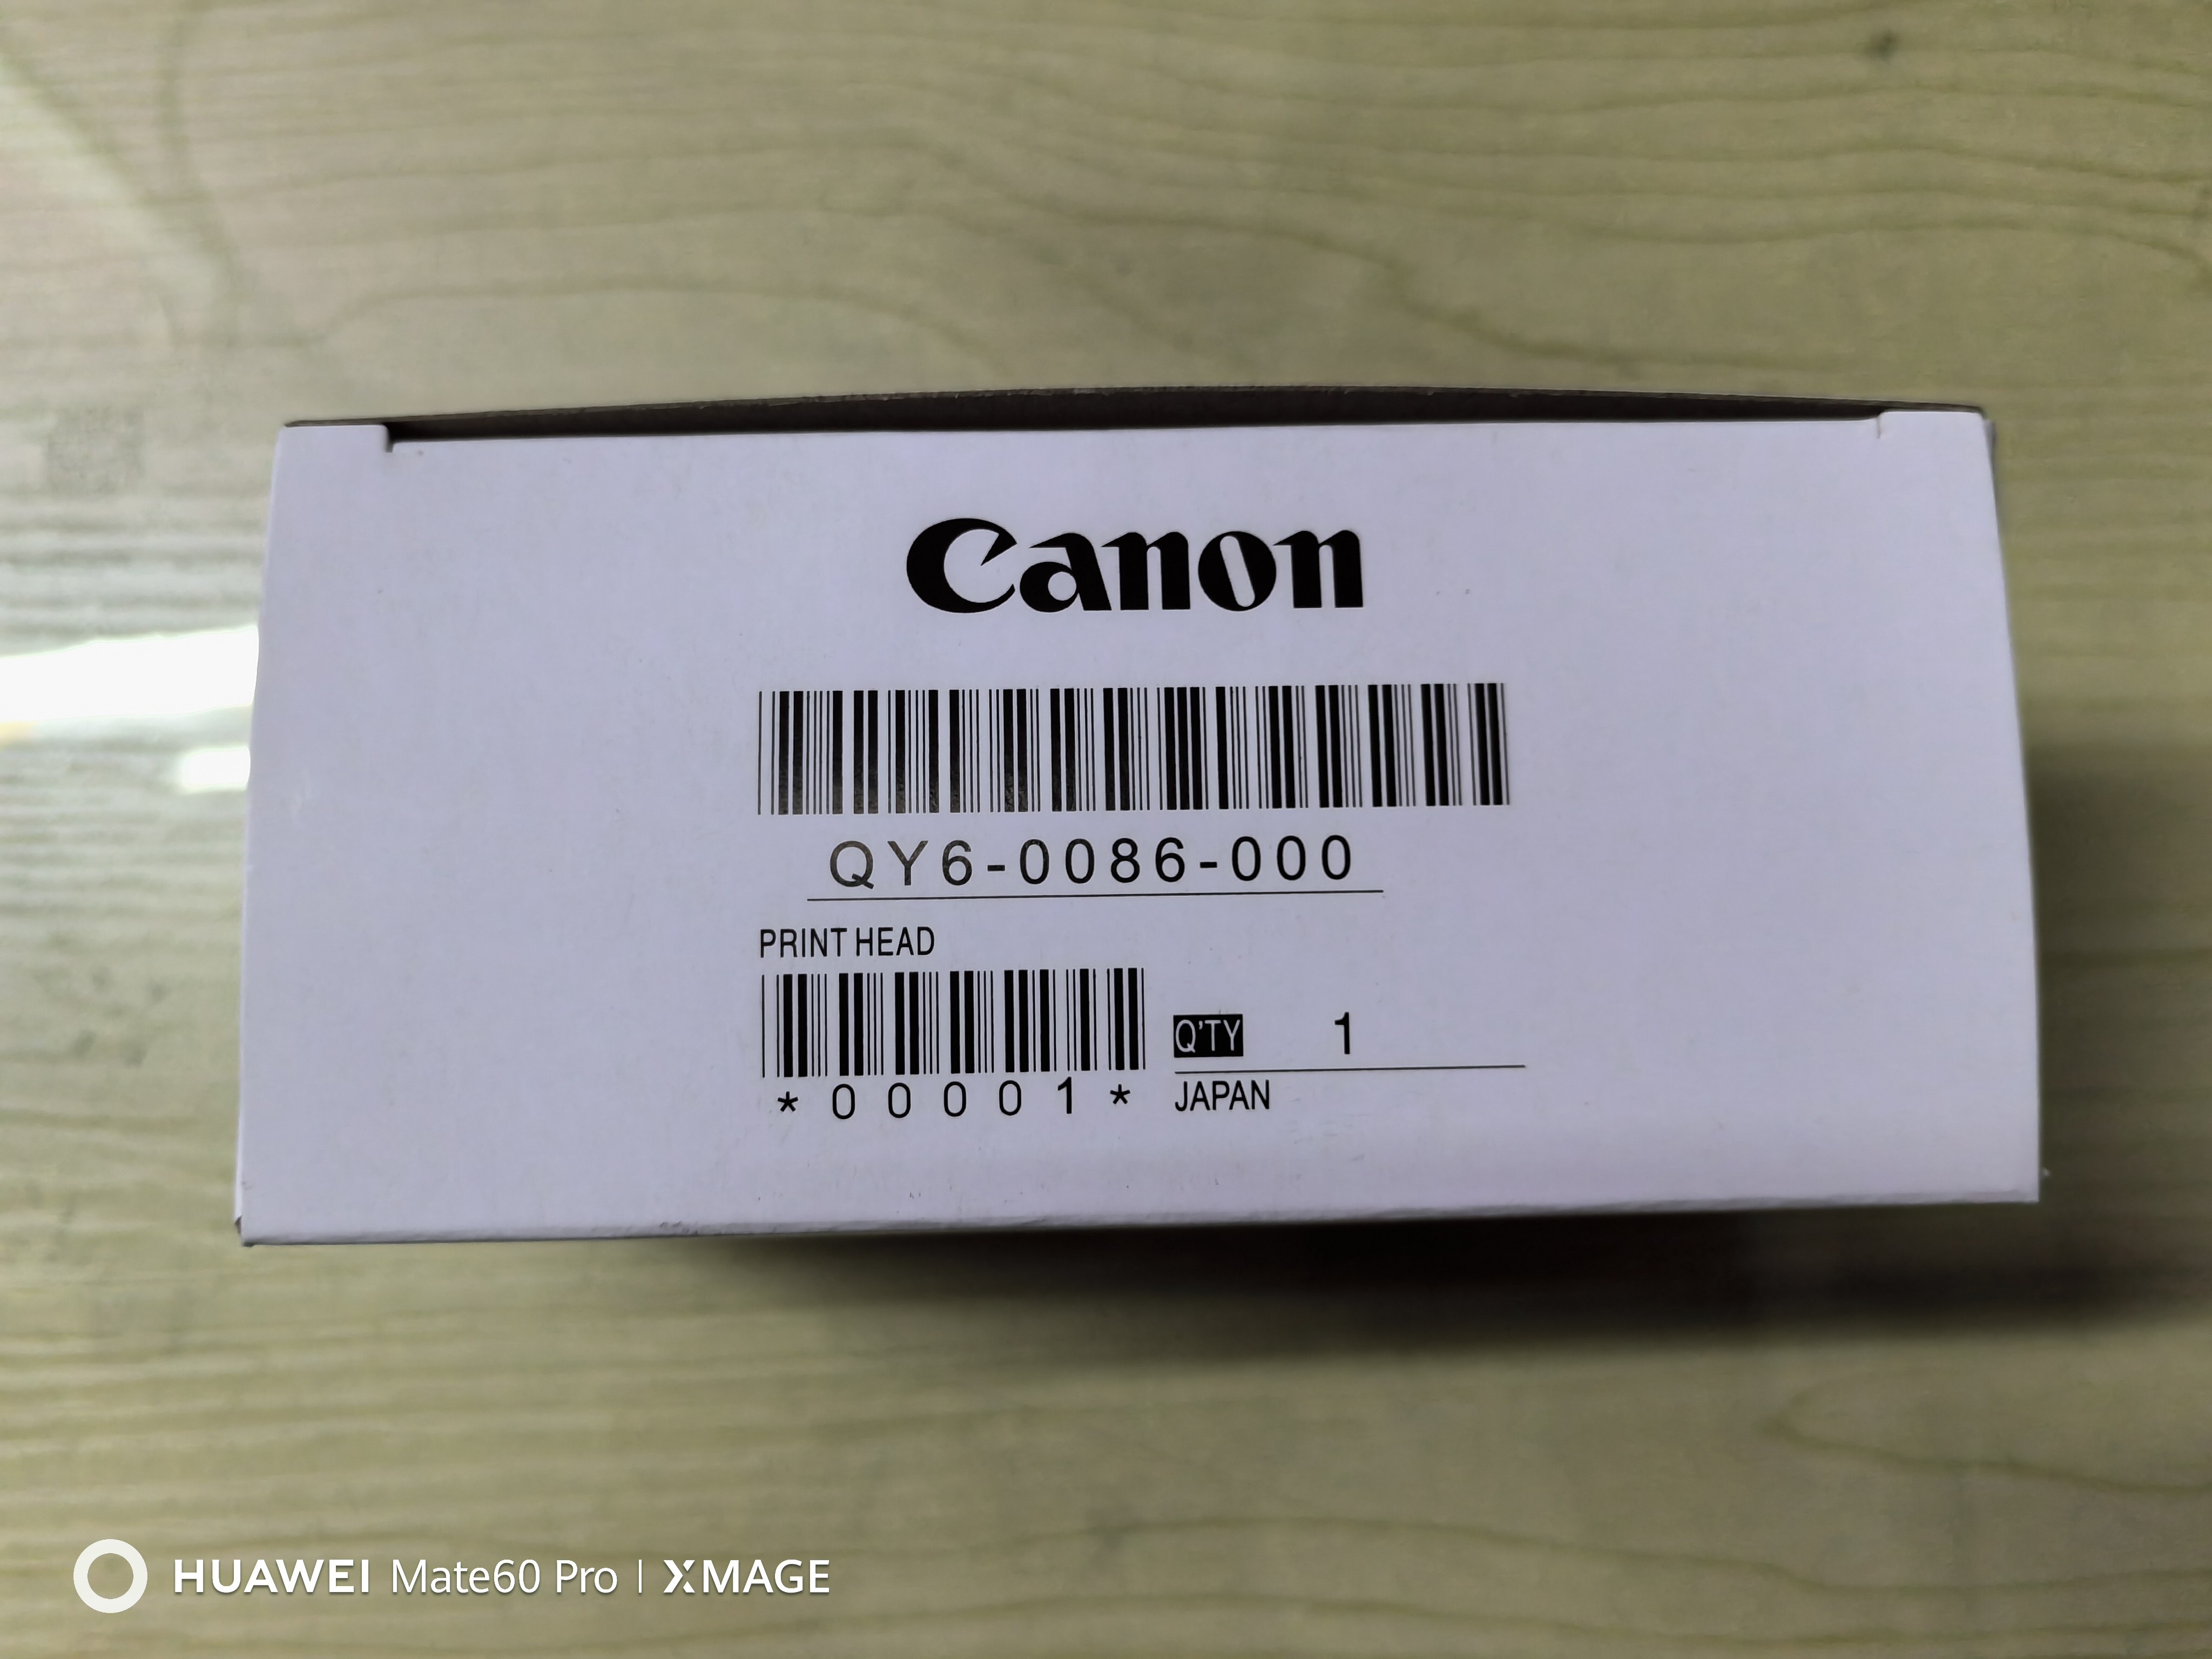 Canon
QY6-0086-000
PRINT HEAD
Q'TY 1
*00001*
JAPAN
HUAWEI Mate60 Pro | XMAGE